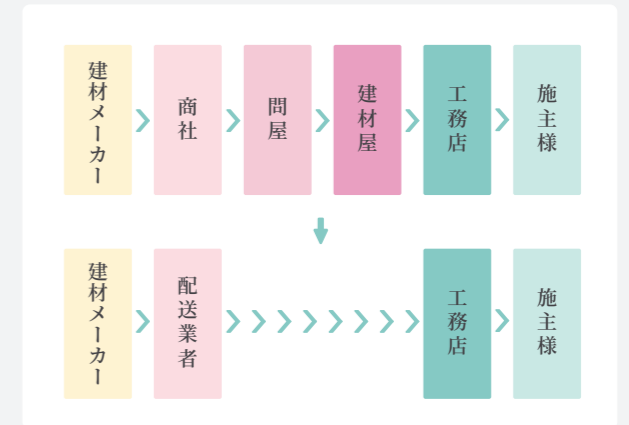 建材メーカー
商社
問屋
建材屋
工務店
施主様
建材メーカー
配送業者
工務店
施主様